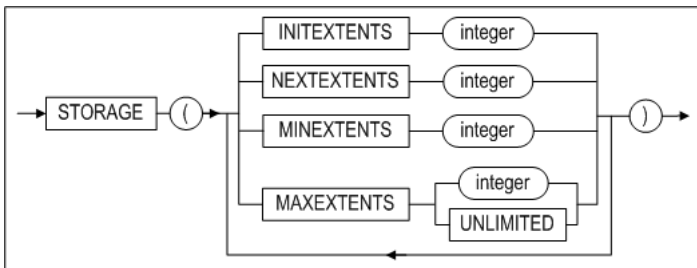 INITEXTENTS integer
NEXTEXTENTS integer
STORAGE ( MINEXTENTS integer )
MAXEXTENTS integer
UNLIMITED